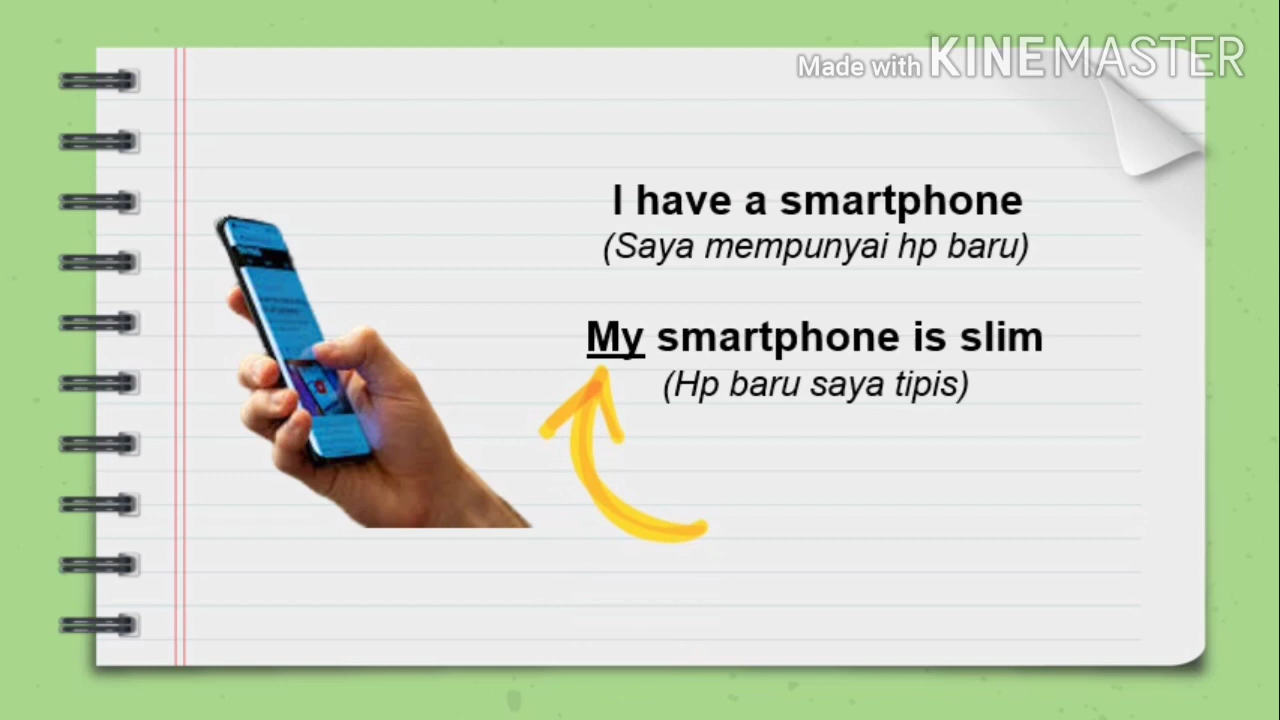 Made with KINEMASTER
I have a smartphone
(Saya mempunyai hp baru)
My smartphone is slim
(Hp baru saya tipis)